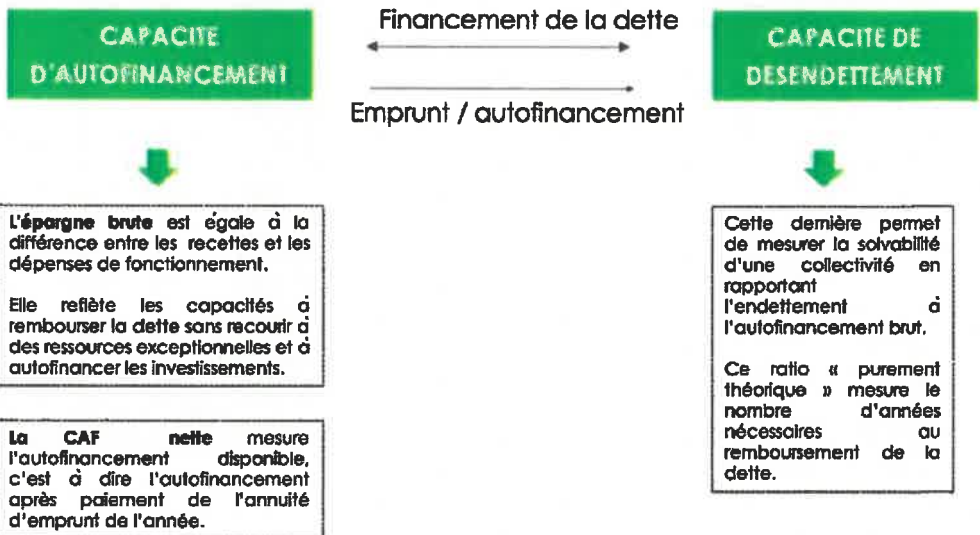 CAPACITE
D'AUTOFINANCEMENT
Financement de la dette
Emprunt / autofinancement
CAPACITE DE
DESENDETTEMENT
L'épargne brute est égale à la
différence entre les recettes et les
dépenses de fonctionnement.
Elle reflète les capacités à
rembourser la dette sans recourir à
des ressources exceptionnelles et à
autofinancer les investissements.
La CAF nette mesure
l'autofinancement disponible,
c'est à dire l'autofinancement
après paiement de l'annuité
d'emprunt de l'année.
Cette dernière permet
de mesurer la solvabilité
d'une collectivité en
rapportant
l'endettement à
l'autofinancement brut.
Ce ratio « purement
théorique » mesure le
nombre d'années
nécessaires au
remboursement de la
dette.